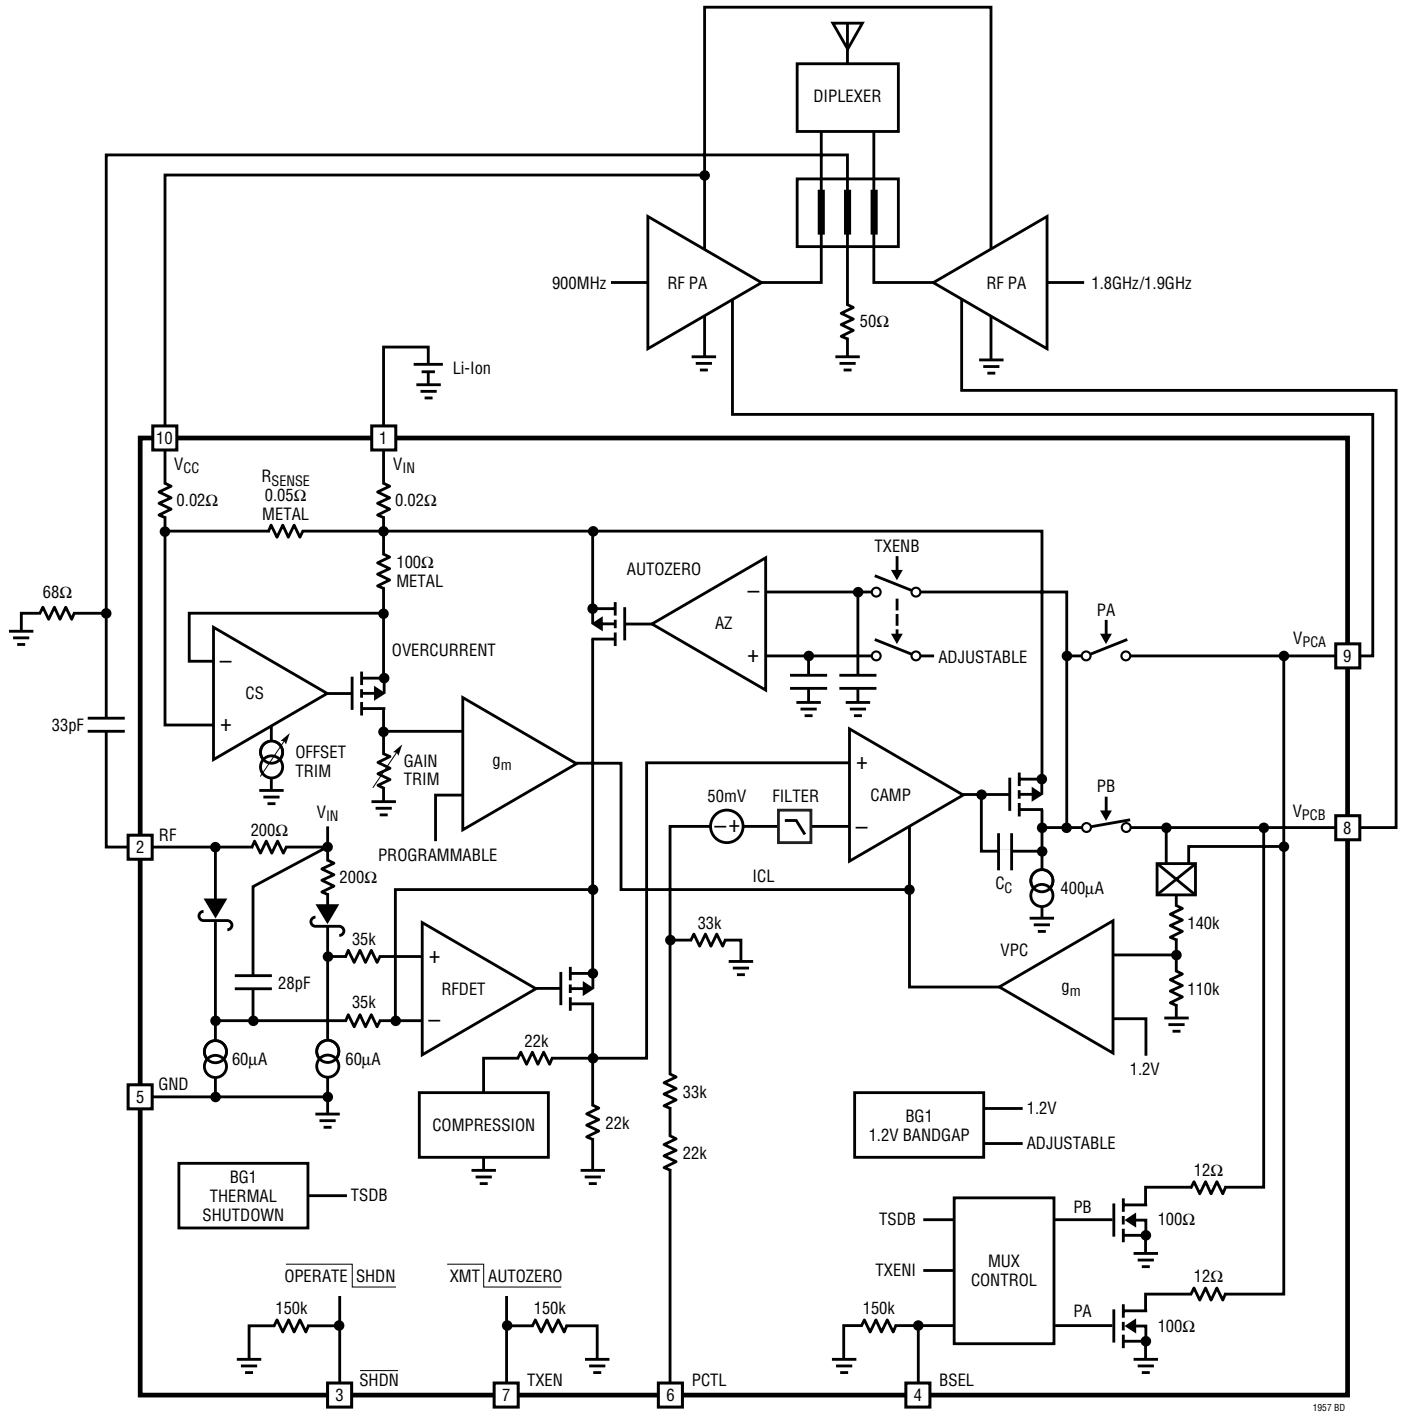 DIPLEXER
900MHz
RF PA
RF PA
1.8GHz/1.9GHz
50Ω
Li-Ion
10
1
VCC
VIN
0.02Ω
RSENSE
0.05Ω
METAL
0.02Ω
100Ω
METAL
68Ω
AUTOZERO
TXENB
AZ
−
+
ADJUSTABLE
PA
VPCA
9
OVERCURRENT
−
CS
+
33pF
OFFSET
TRIM
GAIN
TRIM
gm
PROGRAMMABLE
50mV
− +
FILTER
+
CAMP
−
PB
VPCB
8
CC
400µA
ICL
RF
2
200Ω
VIN
200Ω
28pF
35k
35k
+
RFDET
−
33k
VPC
gm
140k
110k
1.2V
60µA
60µA
GND
5
22k
COMPRESSION
22k
33k
22k
BG1
1.2V BANDGAP
1.2V
ADJUSTABLE
BG1
THERMAL
SHUTDOWN
TSDB
TSDB
TXENI
MUX
CONTROL
PB
12Ω
100Ω
PA
12Ω
100Ω
OPERATE SHDN
150k
XMT AUTOZERO
150k
150k
3
SHDN
7
TXEN
6
PCTL
4
BSEL
1957 BD